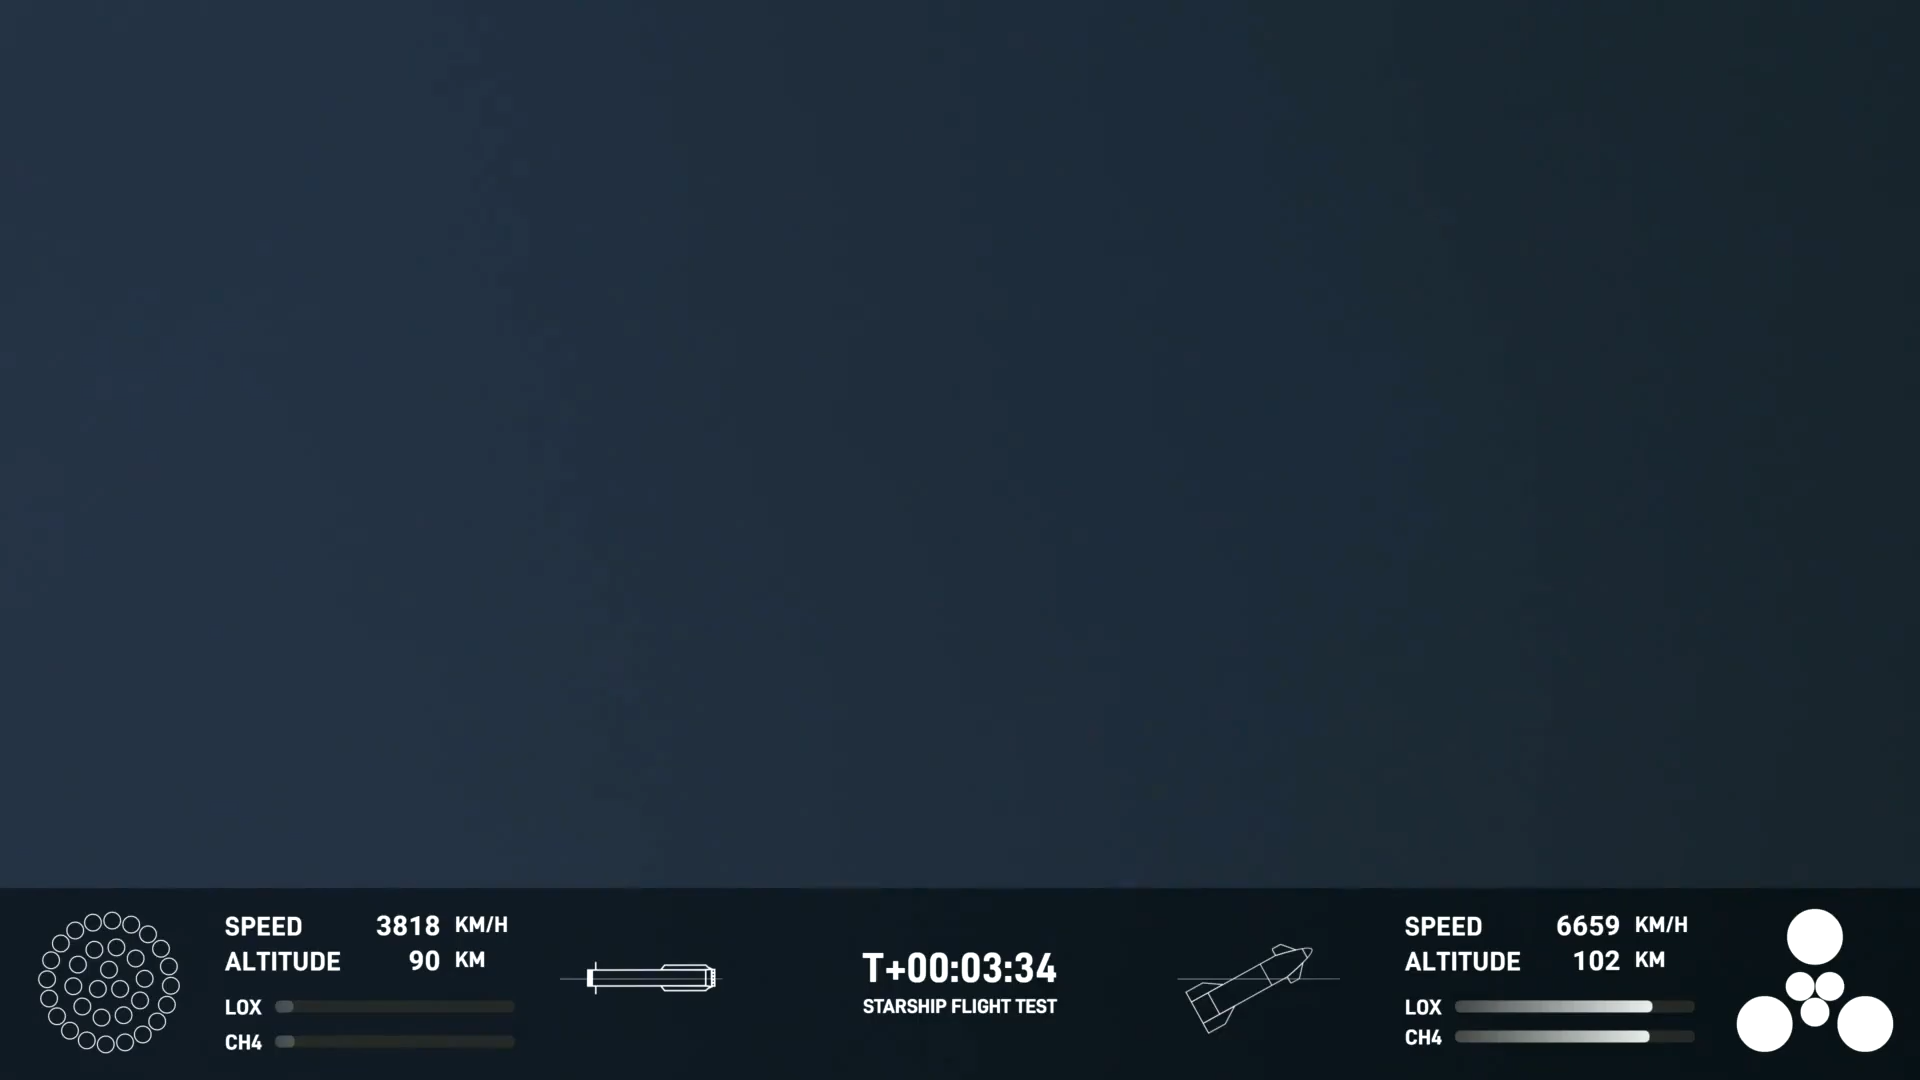 SPEED 3818 KM/H
ALTITUDE 90 KM
LOX
CH4
T+00:03:34
STARSHIP FLIGHT TEST
SPEED 6659 KM/H
ALTITUDE 102 KM
LOX
CH4